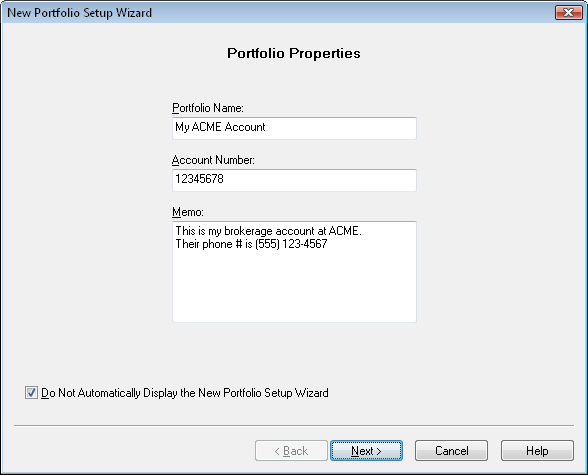 New Portfolio Setup Wizard
Portfolio Properties
Portfolio Name:
My ACME Account
Account Number:
12345678
Memo:
This is my brokerage account at ACME.
Their phone # is (555) 123-4567
Do Not Automatically Display the New Portfolio Setup Wizard
< Back
Next >
Cancel
Help